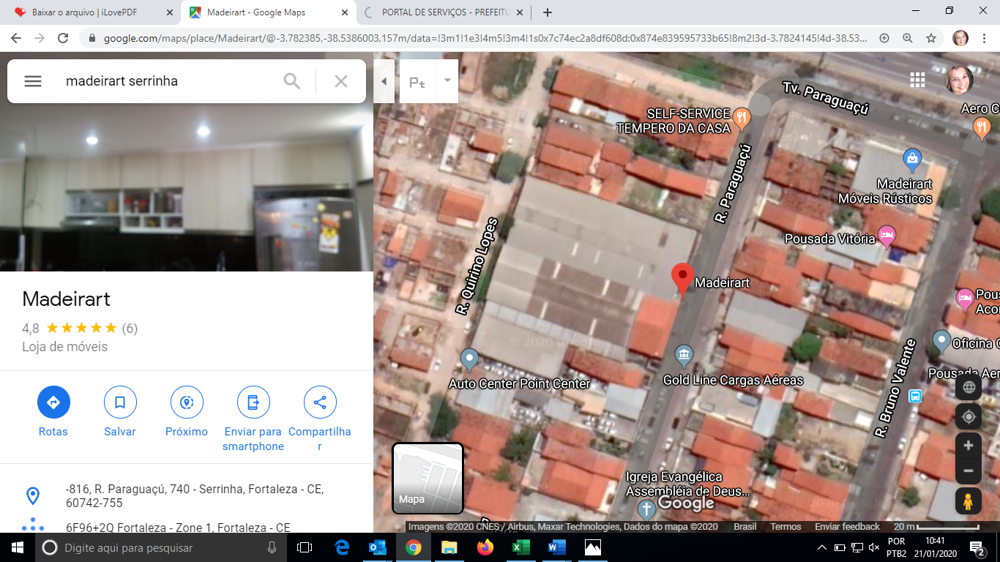 Baixar o arquivo | iLovePDF
Madeirart - Google Maps
PORTAL DE SERVIÇOS - PREFEITU
google.com/maps/place/Madeirart/@-3.782385,-38.5386003,157m/data=!3m1!1e3!4m5!3m4!1s0x7c74ec2a8df608d:0x874e839595733b65!8m2!3d-3.7824145!4d-38.53...
madeirart serrinha
Madeirart
4,8 (6)
Loja de móveis
Rotas
Salvar
Próximo
Enviar para
smartphone
Compartilha
r
-816, R. Paraguaçú, 740 - Serrinha, Fortaleza - CE,
60742-755
6F96+2Q Fortaleza - Zone 1, Fortaleza - CE
Tv. Paraguaçú
SELF-SERVICE
TEMPERO DA CASA
Aero C
R. Paraguaçú
Madeirart
Móveis Rústicos
Pousada Vitória
R. Quirino Lopes
Madeirart
Pous
Acon
© 2020 Google
Oficina C
Auto Center Point Center
Gold Line Cargas Aéreas
Pousada Aer
R. Bruno Valente
Igreja Evangélica
Assembléia de Deus...
Mapa
Google
Imagens ©2020 CNES / Airbus, Maxar Technologies, Dados do mapa ©2020
Brasil
Termos
Enviar feedback
20 m
Digite aqui para pesquisar
POR
PTB2
10:41
21/01/2020
2